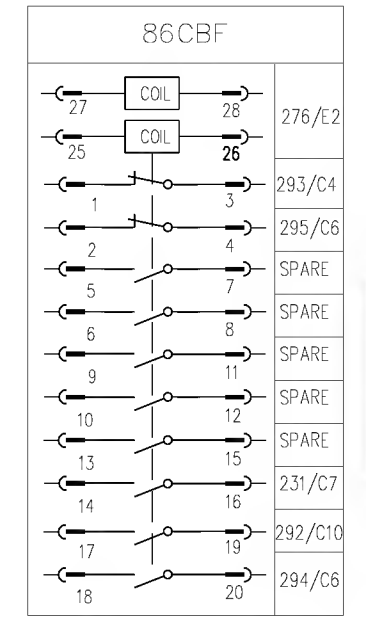 86CBF
COIL
27 28
276/E2
COIL
25 26
293/C4
1 3
295/C6
2 4
SPARE
5 7
SPARE
6 8
SPARE
9 11
SPARE
10 12
SPARE
13 15
231/C7
14 16
292/C10
17 19
294/C6
18 20